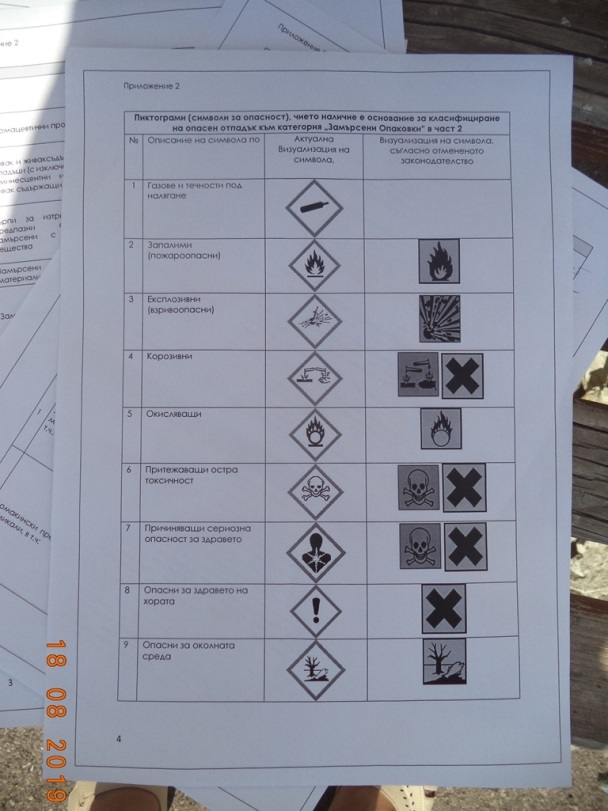 Приложение 2
Пиктограми (символи за опасност), чието наличие е основание за класифициране
на опасен отпадък към категория „Замърсени Опаковки" в част 2
№ Описание на символа по
Актуална
Визуализация на
символа,
Визуализация на символа,
съгласно отмененото
законодателство
1 Газове и течности под
налягане
2 Запалими
(пожароопасни)
3 Експлозивни
(взривоопасни)
4 Корозивни
5 Окисляващи
6 Притежаващи остра
токсичност
7 Причиняващи сериозна
опасност за здравето
8 Опасни за здравето на
хората
9 Опасни за околната
среда
4
3
18 08 2019